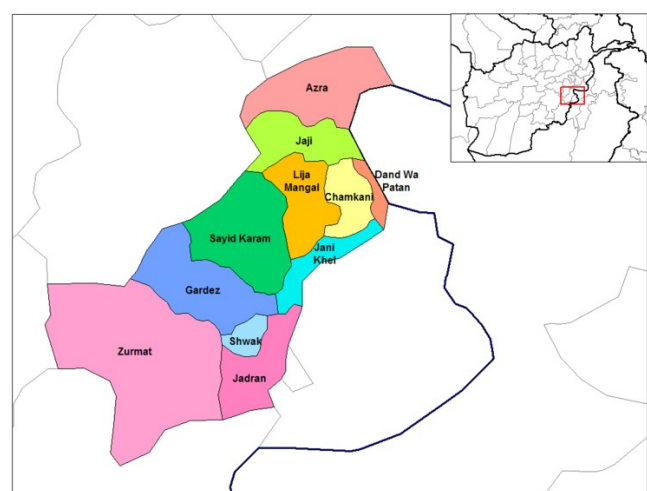 Azra
Jaji
Lija
Mangal
Dand Wa
Patan
Chamkani
Sayid Karam
Jani
Khel
Gardez
Shwak
Zurmat
Jadran